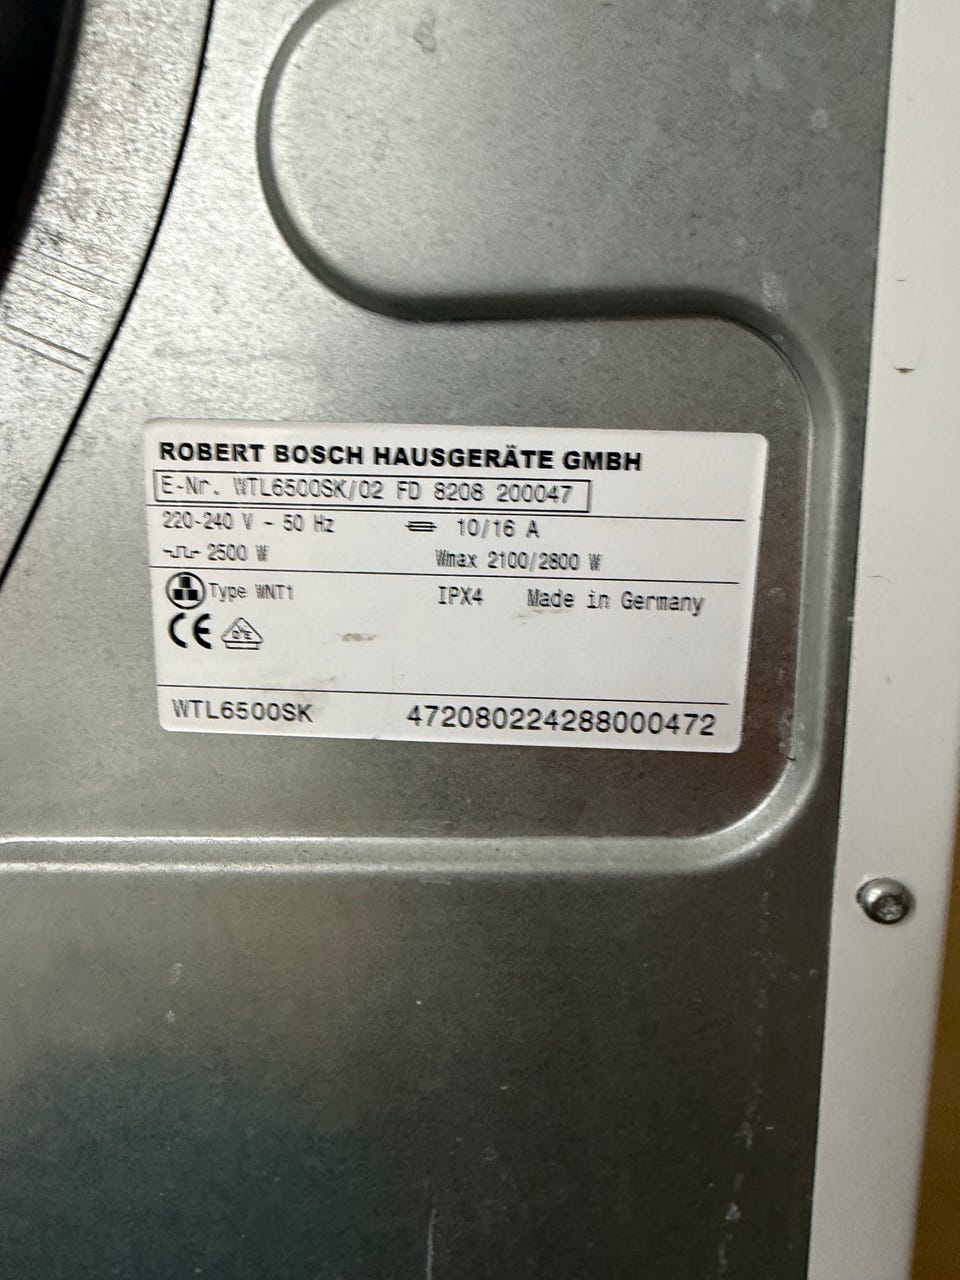 ROBERT BOSCH HAUSGERÄTE GMBH
E-Nr. WTL6500SK/02 FD 8208 200047
220-240 V ~ 50 Hz 10/16 A
2500 W Wmax 2100/2800 W
Type WNT1 IPX4 Made in Germany
CE
WTL6500SK 472080224288000472